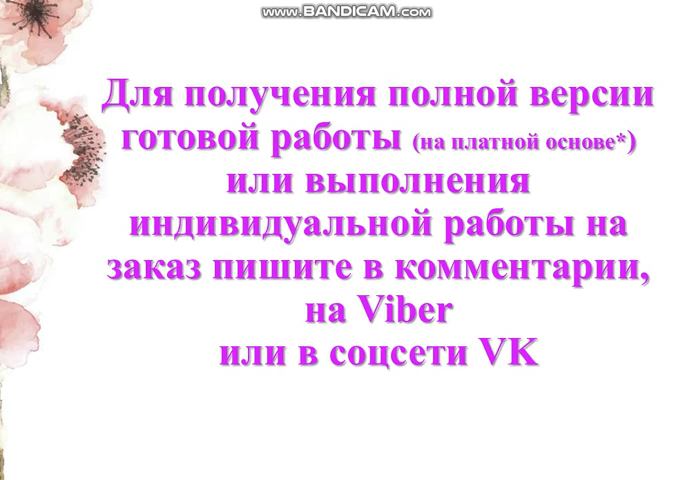 www.BANDICAM.com
Для получения полной версии
готовой работы (на платной основе*)
или выполнения
индивидуальной работы на
заказ пишите в комментарии,
на Viber
или в соцсети VK